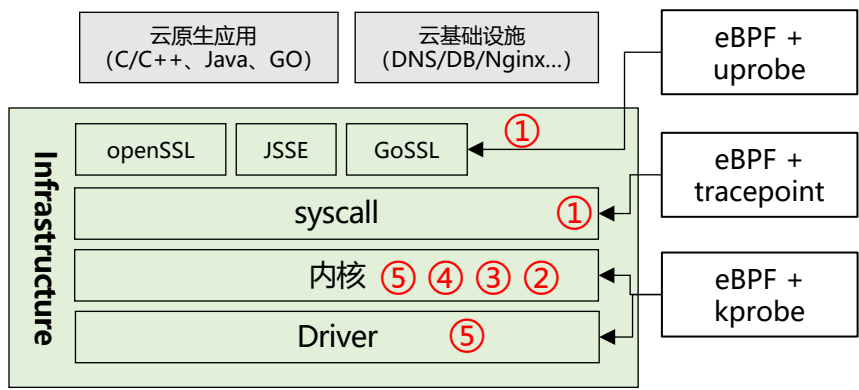 云原生应用
（C/C++、Java、GO）
云基础设施
（DNS/DB/Nginx...）
eBPF +
uprobe
Infrastructure
openSSL
JSSE
GoSSL
①
eBPF +
tracepoint
syscall
①
内核
⑤ ④ ③ ②
eBPF +
kprobe
Driver
⑤